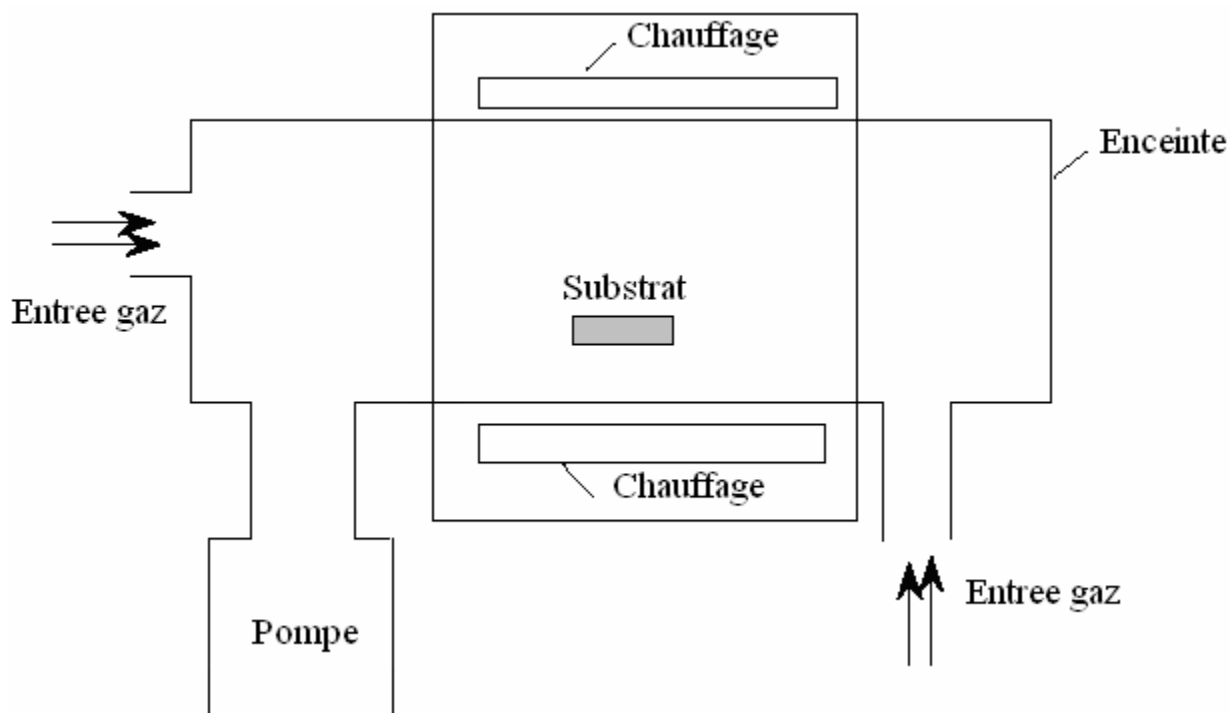 Chauffage
Enceinte
Entree gaz
Substrat
Chauffage
Entree gaz
Pompe